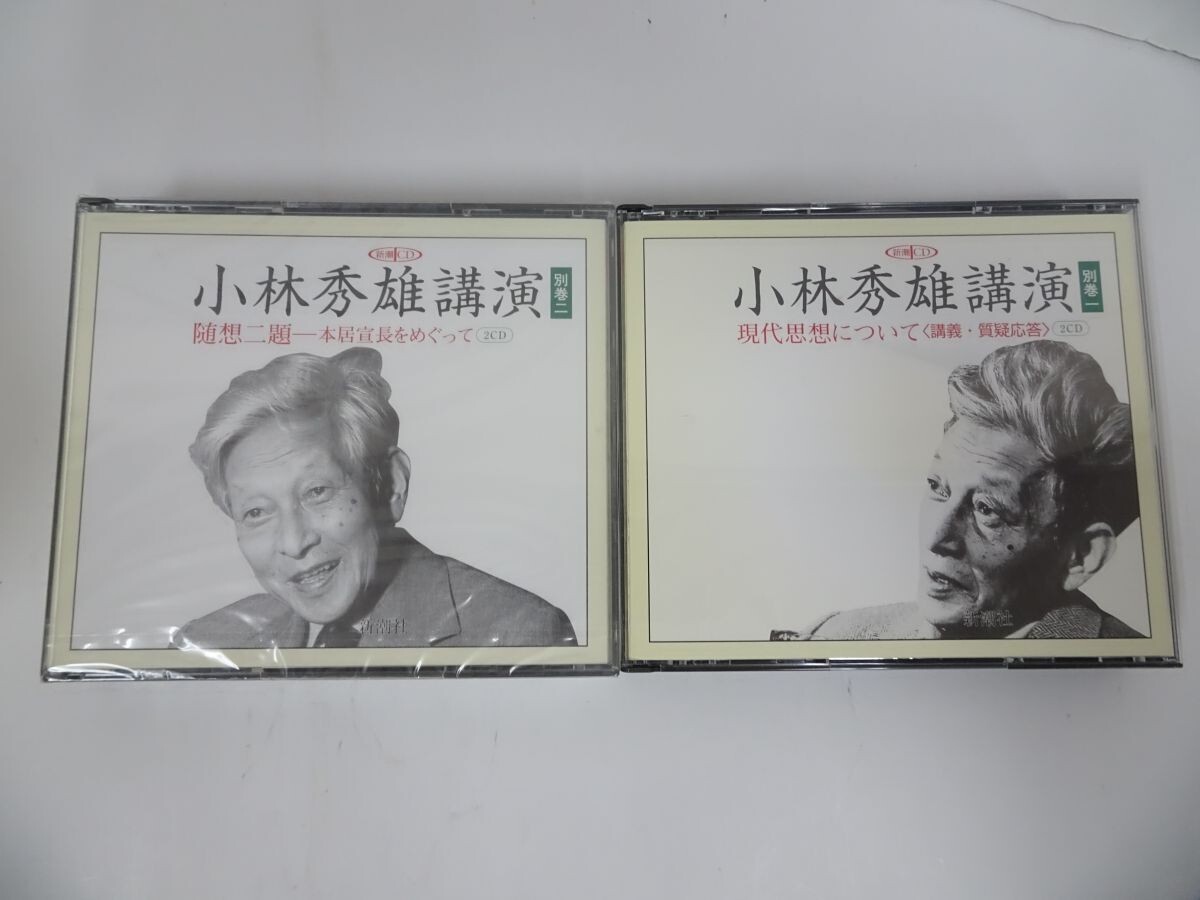 新潮CD
小林秀雄講演 別巻二
随想二題―本居宣長をめぐって 2CD
新潮社
新潮CD
小林秀雄講演 別巻一
現代思想について〈講義・質疑応答〉 2CD
新潮社